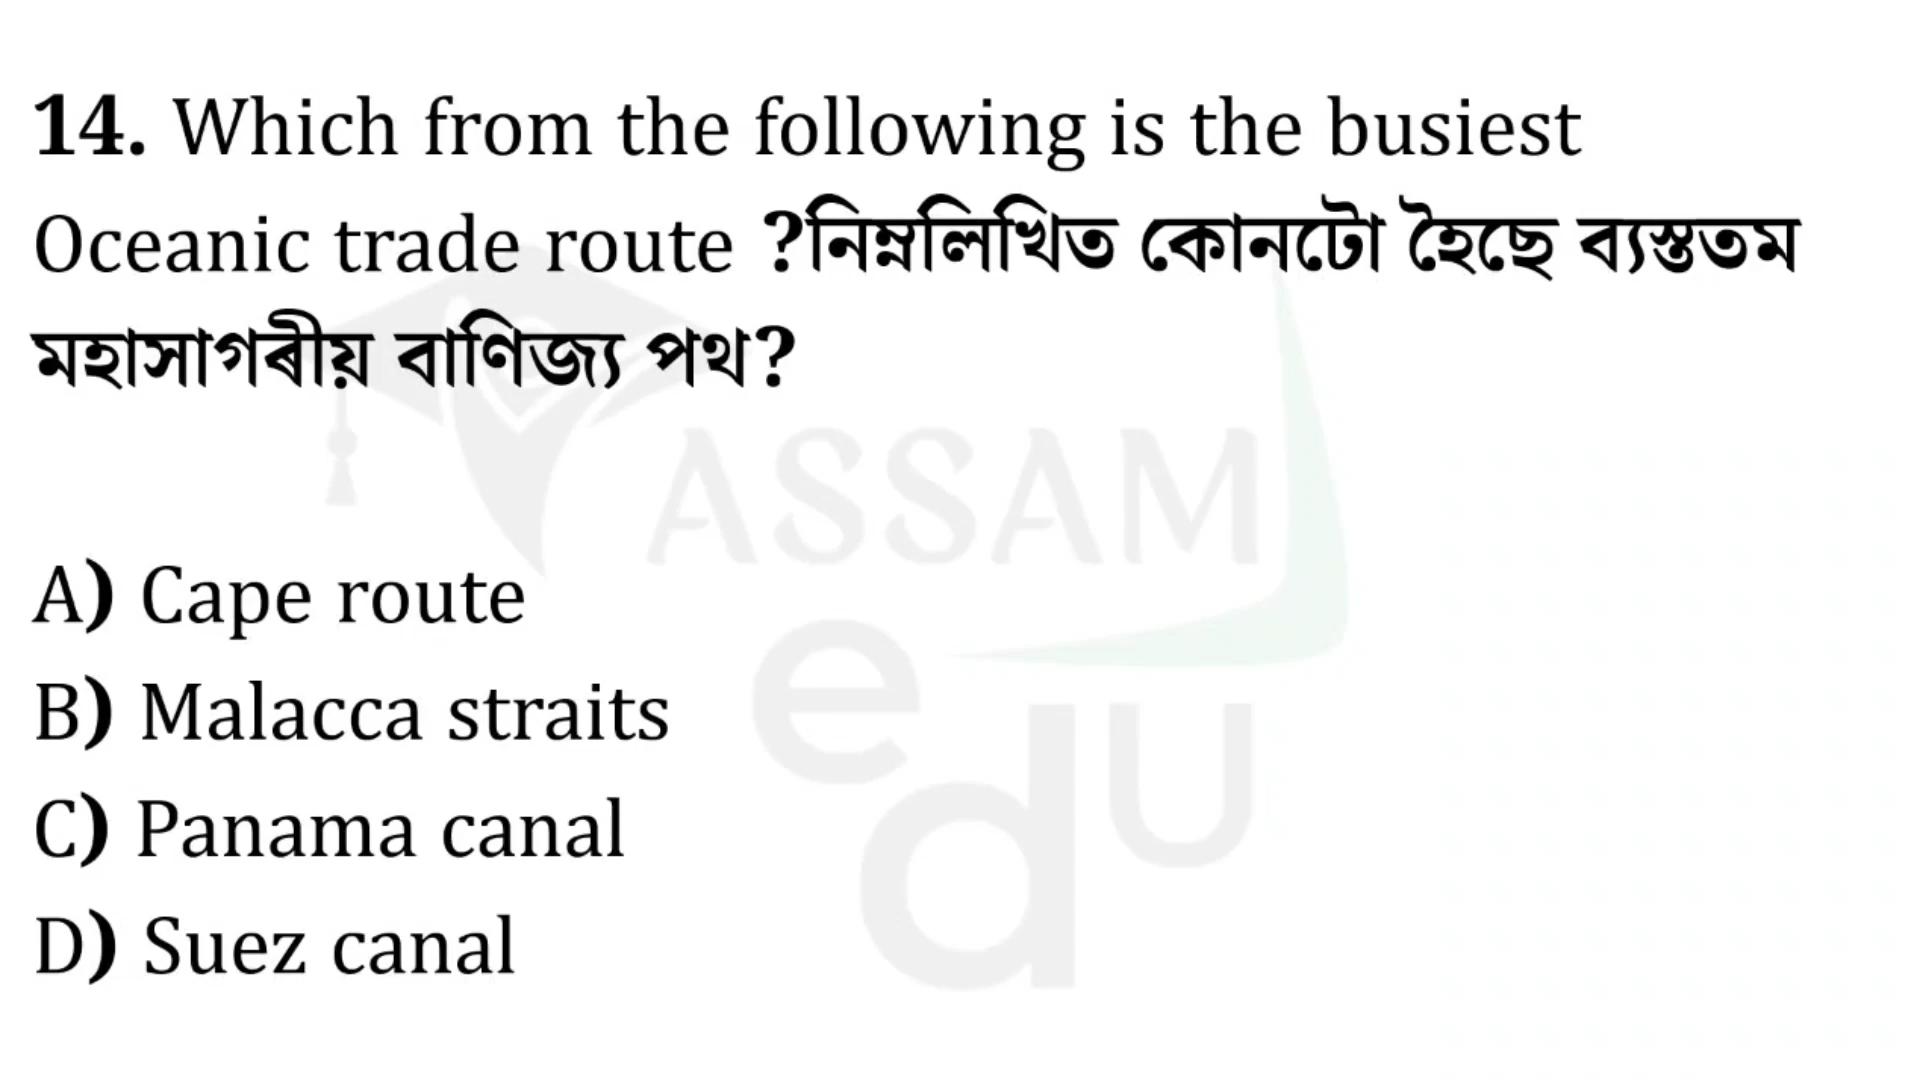 14. Which from the following is the busiest
Oceanic trade route ?নিম্নলিখিত কোনটো হৈছে ব্যস্ততম
মহাসাগৰীয় বাণিজ্য পথ?
ASSAM
edu
A) Cape route
B) Malacca straits
C) Panama canal
D) Suez canal